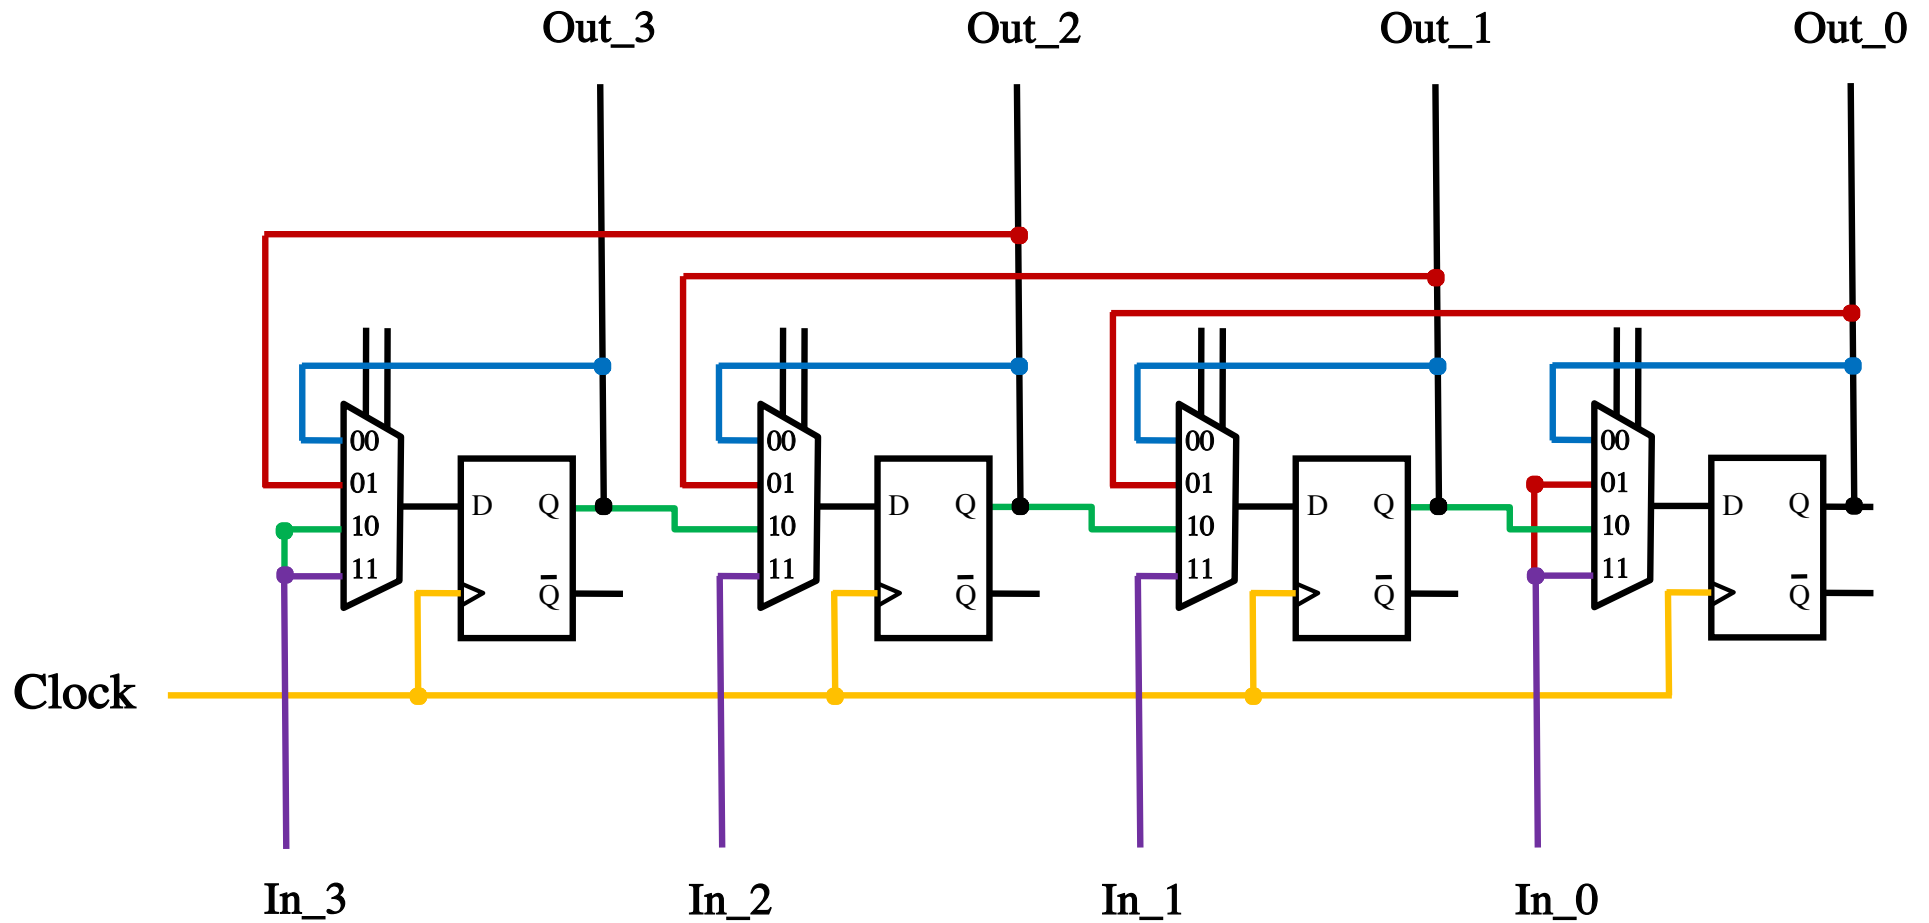 Out_3 Out_2 Out_1 Out_0
00 00 00 00
01 01 01 01
D Q D Q D Q D Q
10 10 10 10
11 11 11 11
Q̅ Q̅ Q̅ Q̅
Clock
In_3 In_2 In_1 In_0